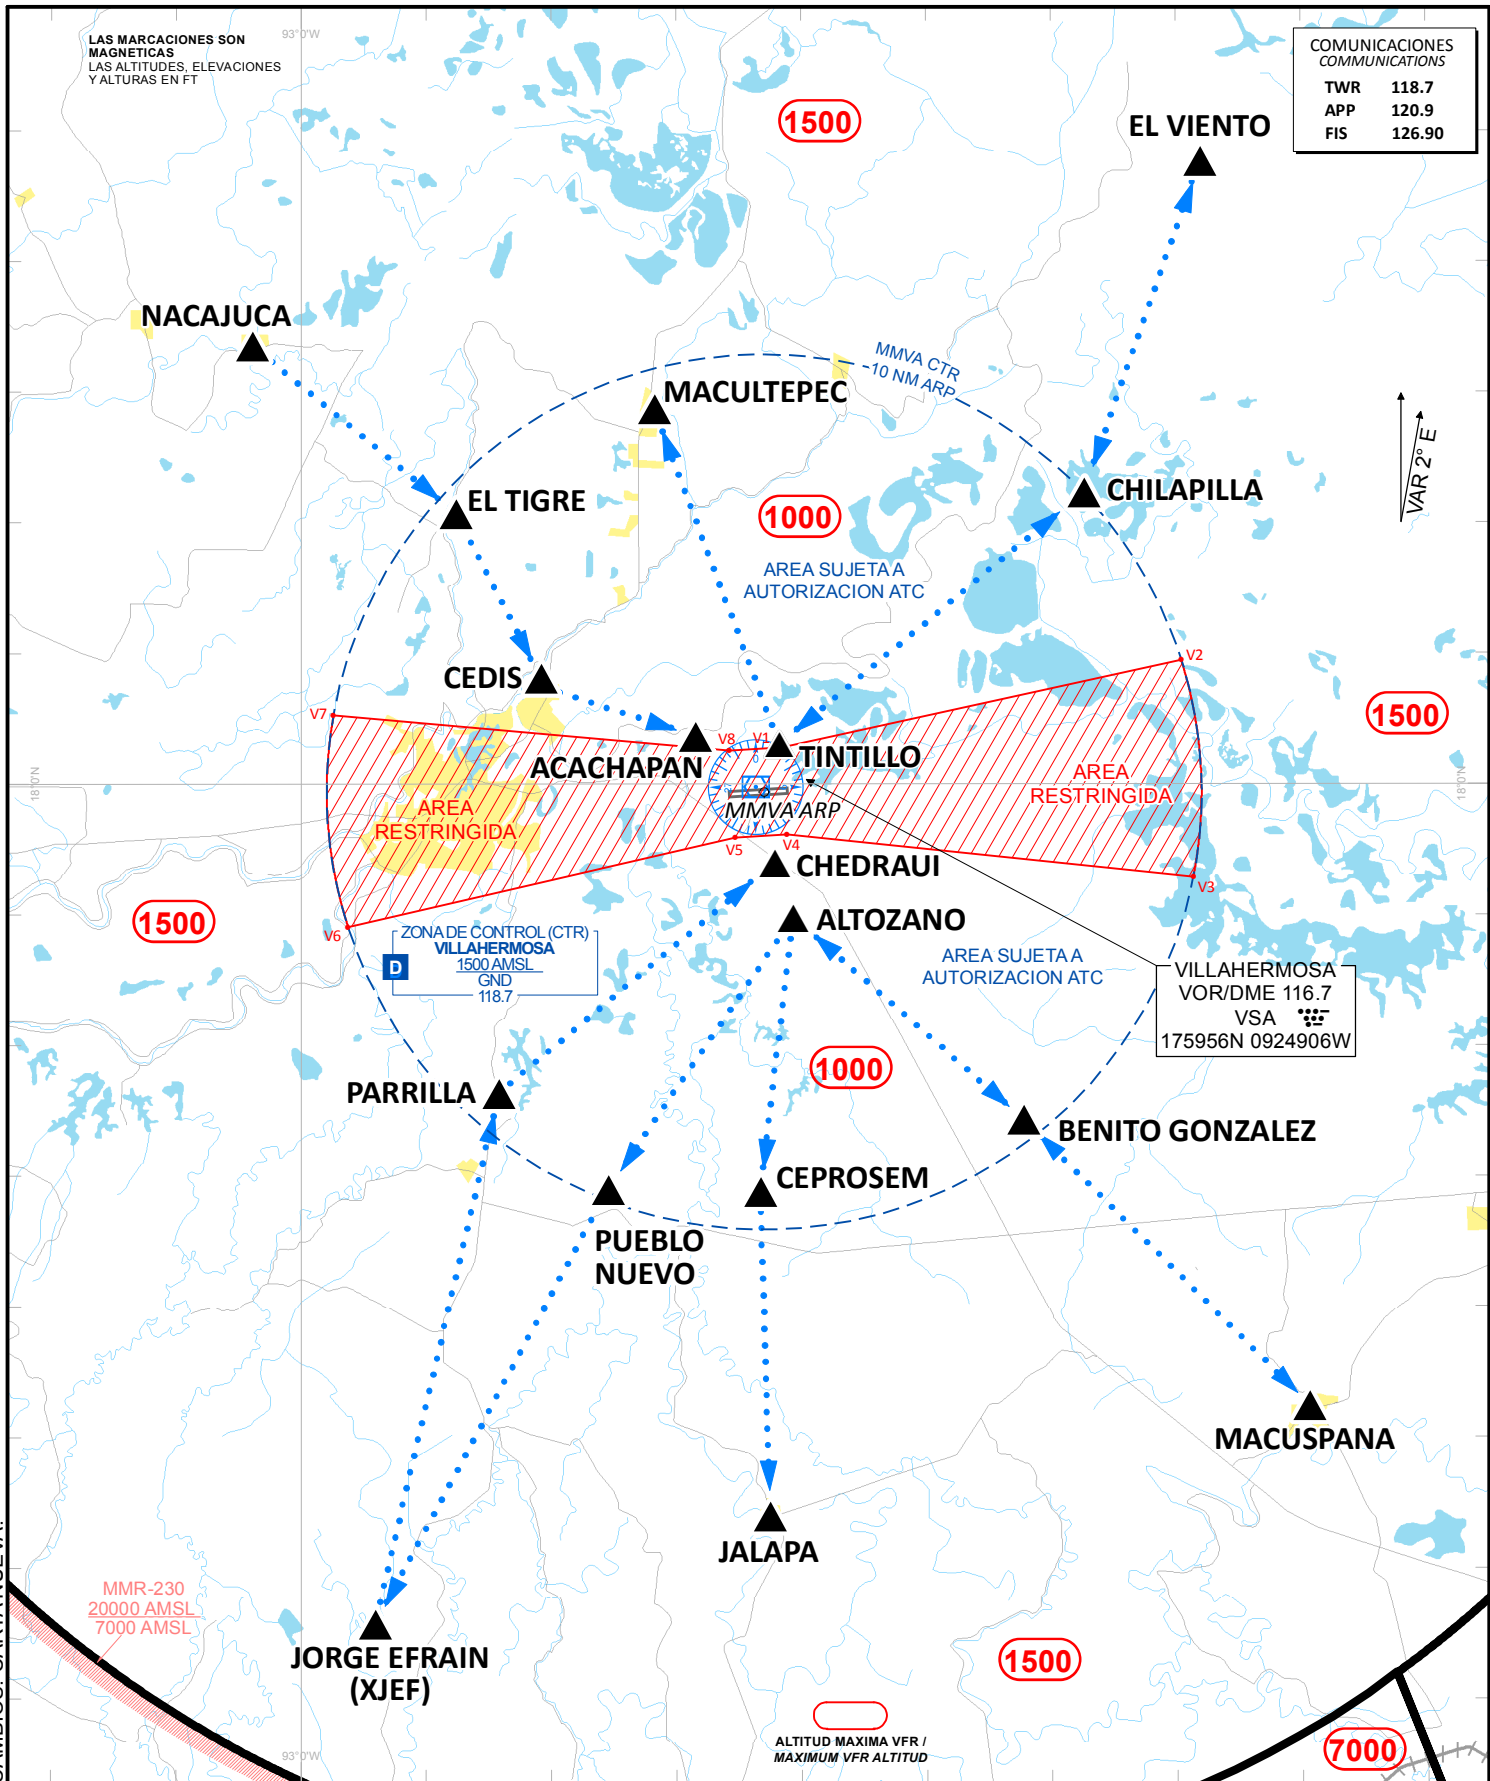 LAS MARCACIONES SON
MAGNETICAS
LAS ALTITUDES, ELEVACIONES
Y ALTURAS EN FT
93°0'W
COMUNICACIONES
COMMUNICATIONS
TWR 118.7
APP 120.9
FIS 126.90
1500
EL VIENTO
NACAJUCA
MMVA CTR
10 NM ARP
MACULTEPEC
VAR 2° E
EL TIGRE
CHILAPILLA
1000
AREA SUJETA A
AUTORIZACION ATC
CEDIS
V2
V7
1500
V8
V1
ACACHAPAN
TINTILLO
18°0'N
18°0'N
AREA
RESTRINGIDA
AREA
RESTRINGIDA
MMVA ARP
V5
V4
CHEDRAUI
V3
1500
V6
ALTOZANO
ZONA DE CONTROL (CTR)
VILLAHERMOSA
1500 AMSL
GND
118.7
D
AREA SUJETA A
AUTORIZACION ATC
VILLAHERMOSA
VOR/DME 116.7
VSA
175956N 0924906W
1000
PARRILLA
BENITO GONZALEZ
CEPROSEM
PUEBLO
NUEVO
MACUSPANA
JALAPA
MMR-230
20000 AMSL
7000 AMSL
JORGE EFRAIN
(XJEF)
1500
ALTITUD MAXIMA VFR /
MAXIMUM VFR ALTITUD
93°0'W
7000